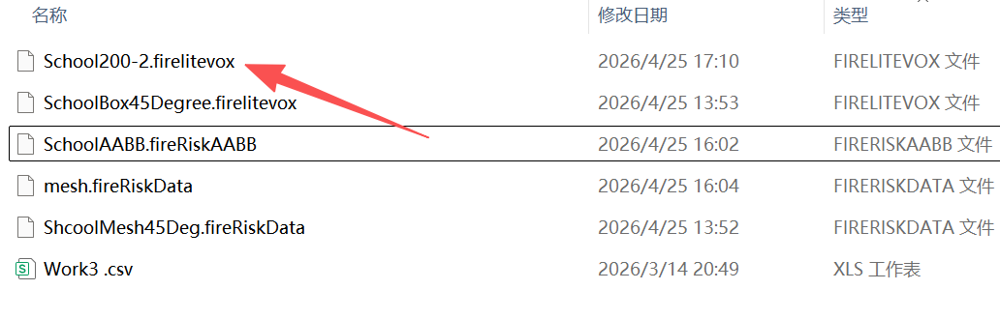 名称 修改日期 类型
School200-2.firelitevox 2026/4/25 17:10 FIRELITEVOX 文件
SchoolBox45Degree.firelitevox 2026/4/25 13:53 FIRELITEVOX 文件
SchoolAABB.fireRiskAABB 2026/4/25 16:02 FIRERISKAABB 文件
mesh.fireRiskData 2026/4/25 16:04 FIRERISKDATA 文件
ShcoolMesh45Deg.fireRiskData 2026/4/25 13:52 FIRERISKDATA 文件
Work3 .csv 2026/3/14 20:49 XLS 工作表